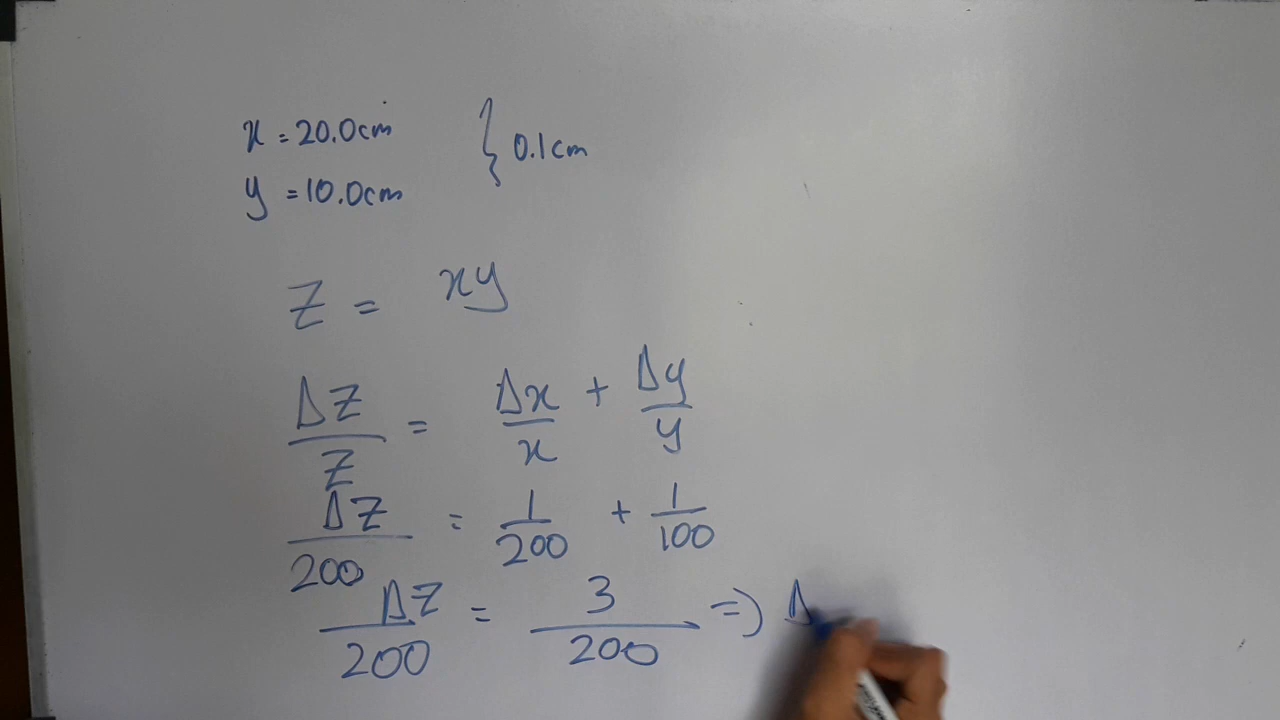 x = 20.0cm } 0.1cm
y = 10.0cm
Z = xy
ΔZ/Z = Δx/x + Δy/y
ΔZ/200 = 1/200 + 1/100
ΔZ/200 = 3/200 => Δ